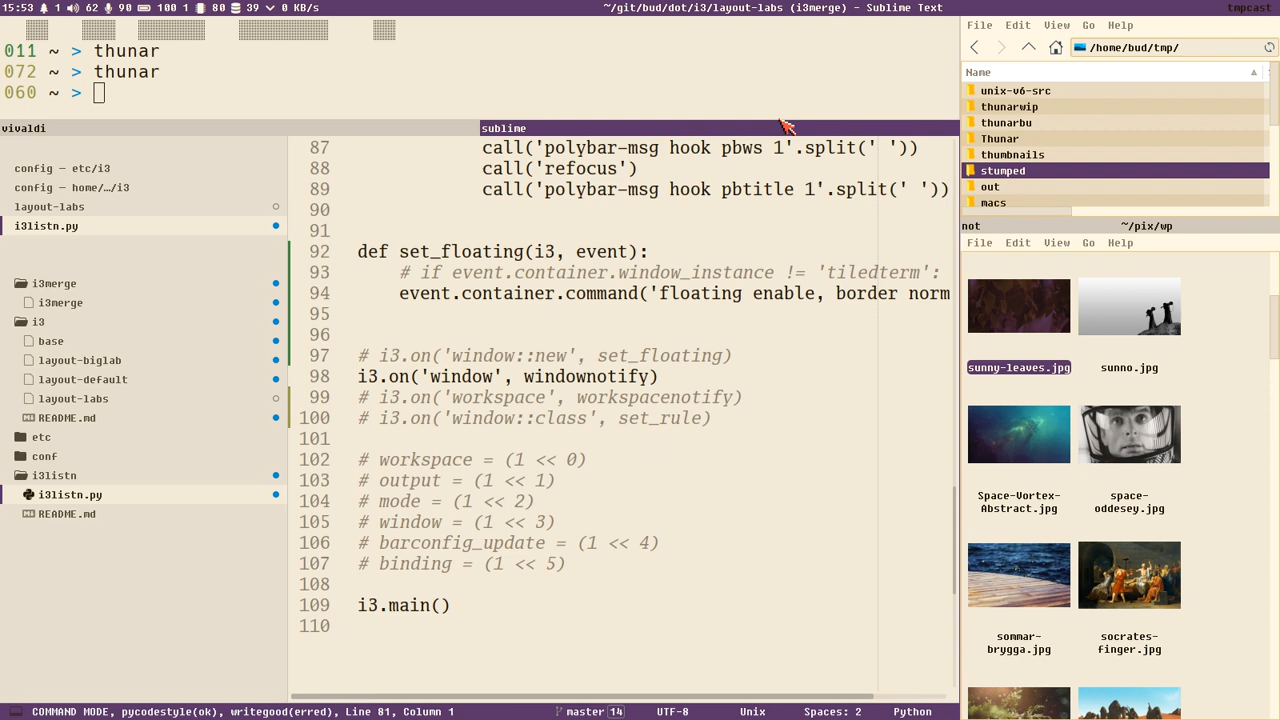 15:53 1 62 90 100 1 80 39 0 KB/s
~/git/bud/dot/i3/layout-labs (i3merge) - Sublime Text
tmpcast
011 ~ > thunar
072 ~ > thunar
060 ~ >
vivaldi
sublime
config — etc/i3
config — home/…/i3
layout-labs
i3listn.py
i3merge
i3merge
i3
base
layout-biglab
layout-default
layout-labs
README.md
etc
conf
i3listn
i3listn.py
README.md
87 call('polybar-msg hook pbws 1'.split(' '))
88 call('refocus')
89 call('polybar-msg hook pbtitle 1'.split(' '))
90
91
92 def set_floating(i3, event):
93 # if event.container.window_instance != 'tiledterm':
94 event.container.command('floating enable, border norm
95
96
97 # i3.on('window::new', set_floating)
98 i3.on('window', windownotify)
99 # i3.on('workspace', workspacenotify)
100 # i3.on('window::class', set_rule)
101
102 # workspace = (1 << 0)
103 # output = (1 << 1)
104 # mode = (1 << 2)
105 # window = (1 << 3)
106 # barconfig_update = (1 << 4)
107 # binding = (1 << 5)
108
109 i3.main()
110
COMMAND MODE, pycodestyle(ok), writegood(erred), Line 81, Column 1
master 14
UTF-8
Unix
Spaces: 2
Python
File Edit View Go Help
/home/bud/tmp/
Name
unix-v6-src
thunarwip
thunarbu
Thunar
thumbnails
stumped
out
macs
not
~/pix/wp
File Edit View Go Help
sunny-leaves.jpg
sunno.jpg
Space-Vortex-
Abstract.jpg
space-
oddesey.jpg
sommar-
brygga.jpg
socrates-
finger.jpg